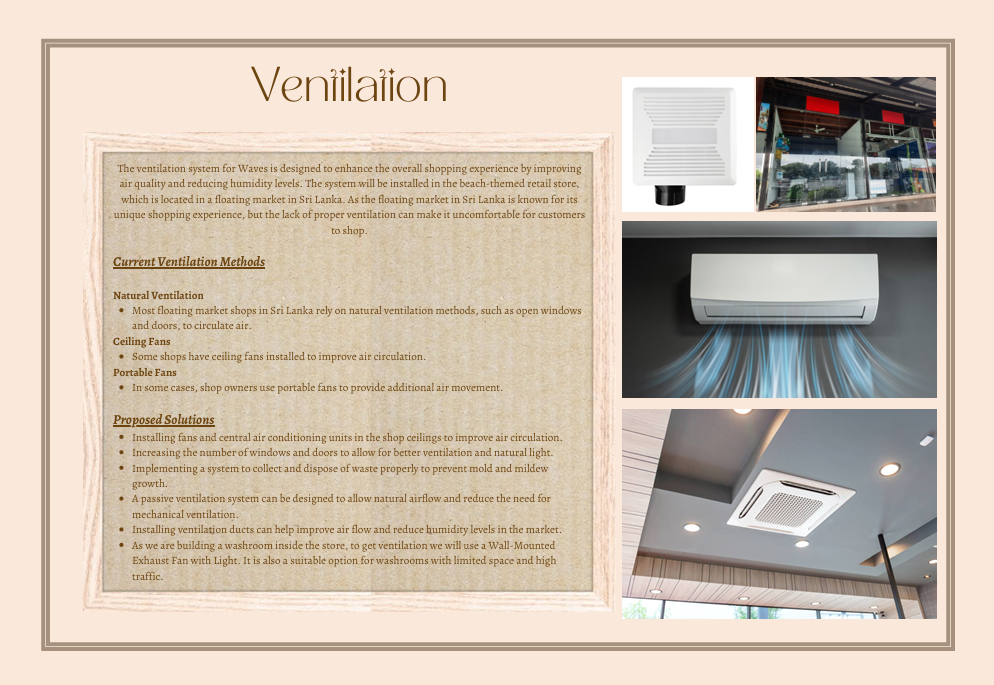 Ventilation
The ventilation system for Waves is designed to enhance the overall shopping experience by improving
air quality and reducing humidity levels. The system will be installed in the beach-themed retail store,
which is located in a floating market in Sri Lanka. As the floating market in Sri Lanka is known for its
unique shopping experience, but the lack of proper ventilation can make it uncomfortable for customers
to shop.
Current Ventilation Methods
Natural Ventilation
• Most floating market shops in Sri Lanka rely on natural ventilation methods, such as open windows
and doors, to circulate air.
Ceiling Fans
• Some shops have ceiling fans installed to improve air circulation.
Portable Fans
• In some cases, shop owners use portable fans to provide additional air movement.
Proposed Solutions
• Installing fans and central air conditioning units in the shop ceilings to improve air circulation.
• Increasing the number of windows and doors to allow for better ventilation and natural light.
• Implementing a system to collect and dispose of waste properly to prevent mold and mildew
growth.
• A passive ventilation system can be designed to allow natural airflow and reduce the need for
mechanical ventilation.
• Installing ventilation ducts can help improve air flow and reduce humidity levels in the market.
• As we are building a washroom inside the store, to get ventilation we will use a Wall-Mounted
Exhaust Fan with Light. It is also a suitable option for washrooms with limited space and high
traffic.